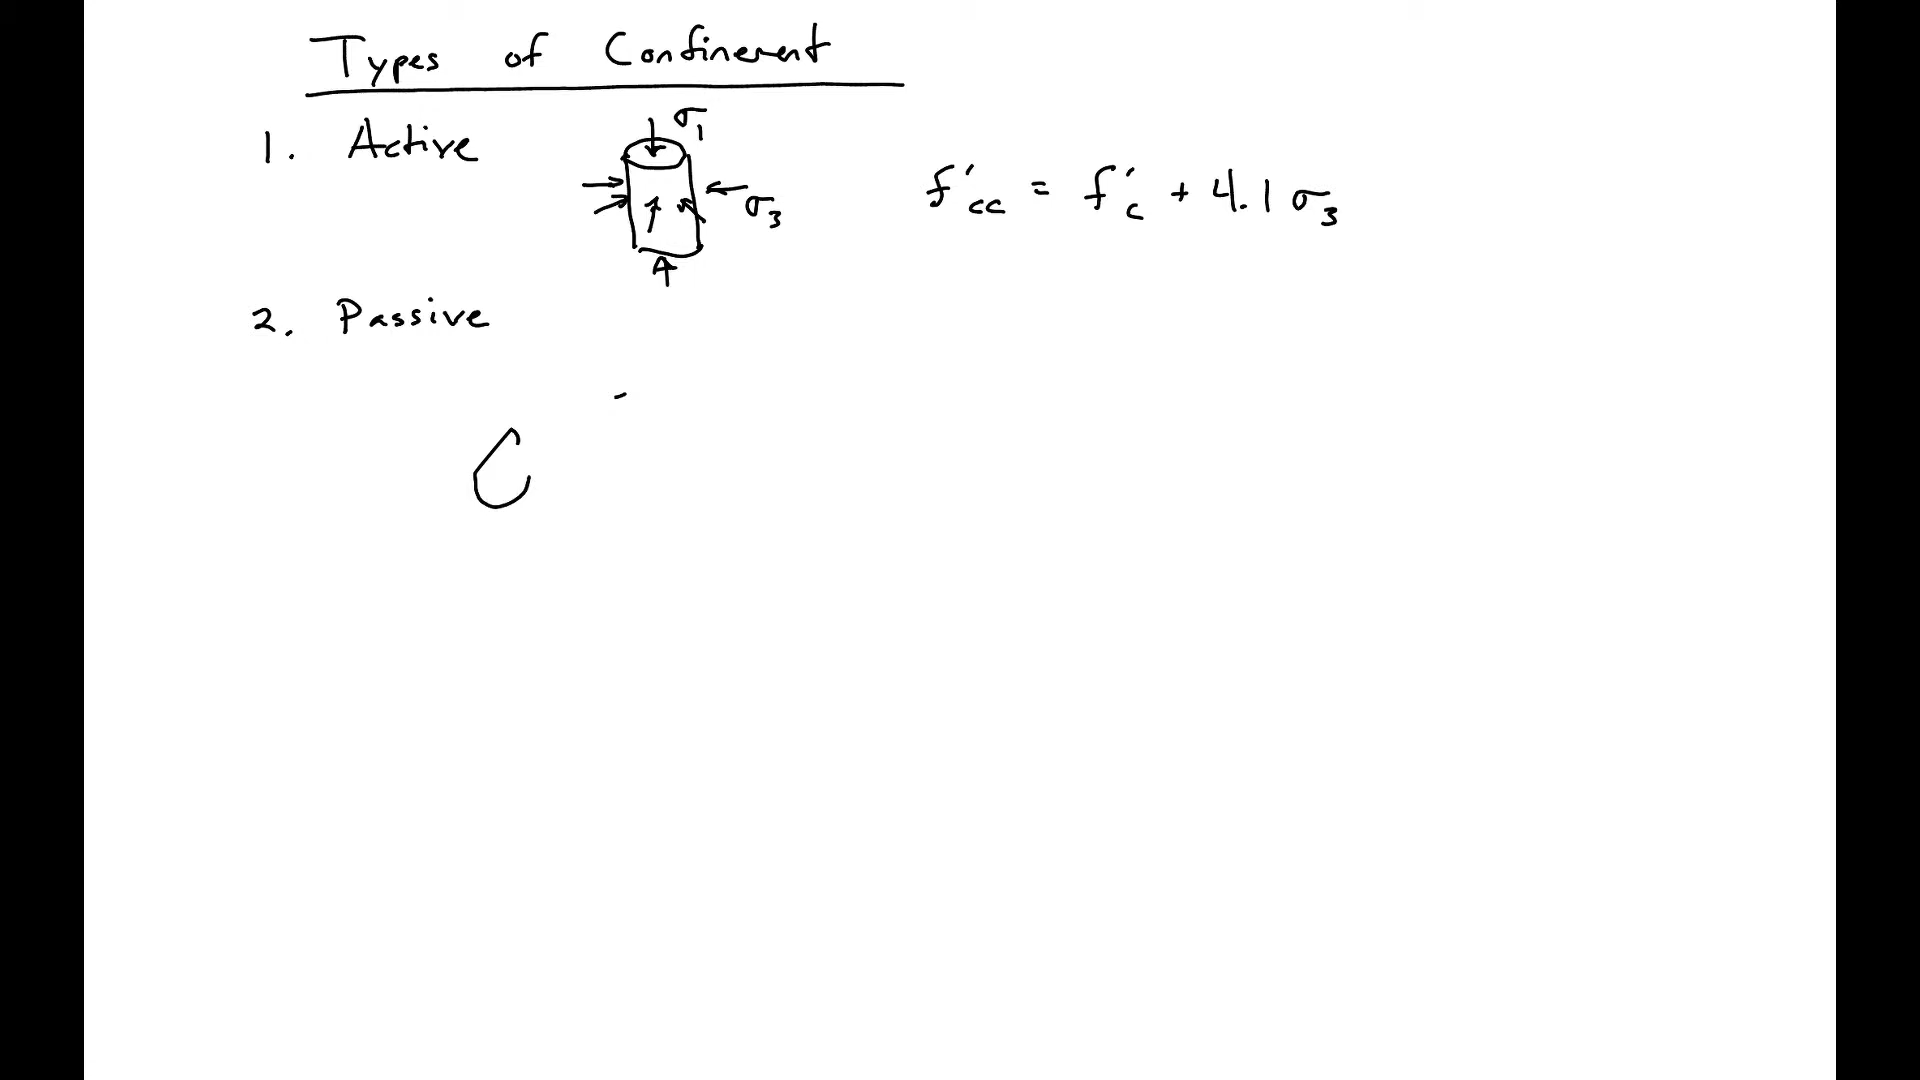 Types of Confinement
1. Active
σ₁
σ₃
f'cc = f'c + 4.1 σ₃
2. Passive